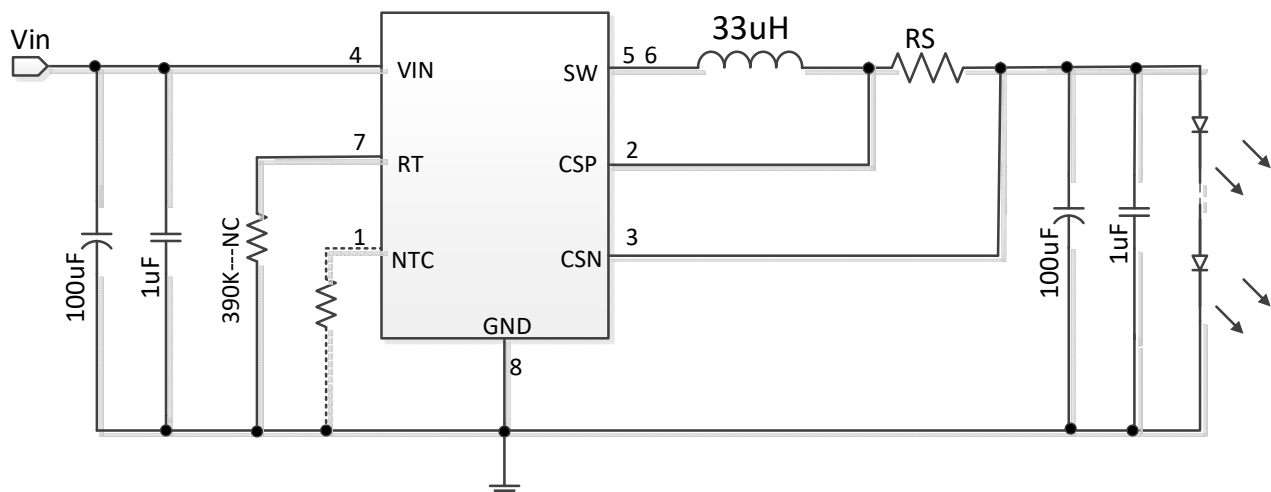 Vin
4
VIN
SW
5 6
33uH
RS
7
RT
CSP
2
390K---NC
1
NTC
CSN
3
100uF
1uF
GND
8
100uF
1uF